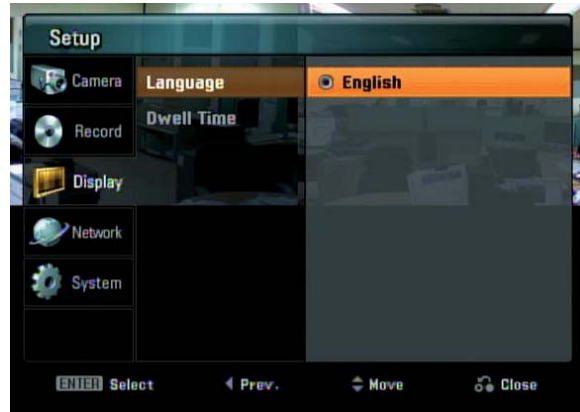 Setup
Camera
Language
English
Record
Dwell Time
Display
Network
System
ENTER Select
Prev.
Move
Close